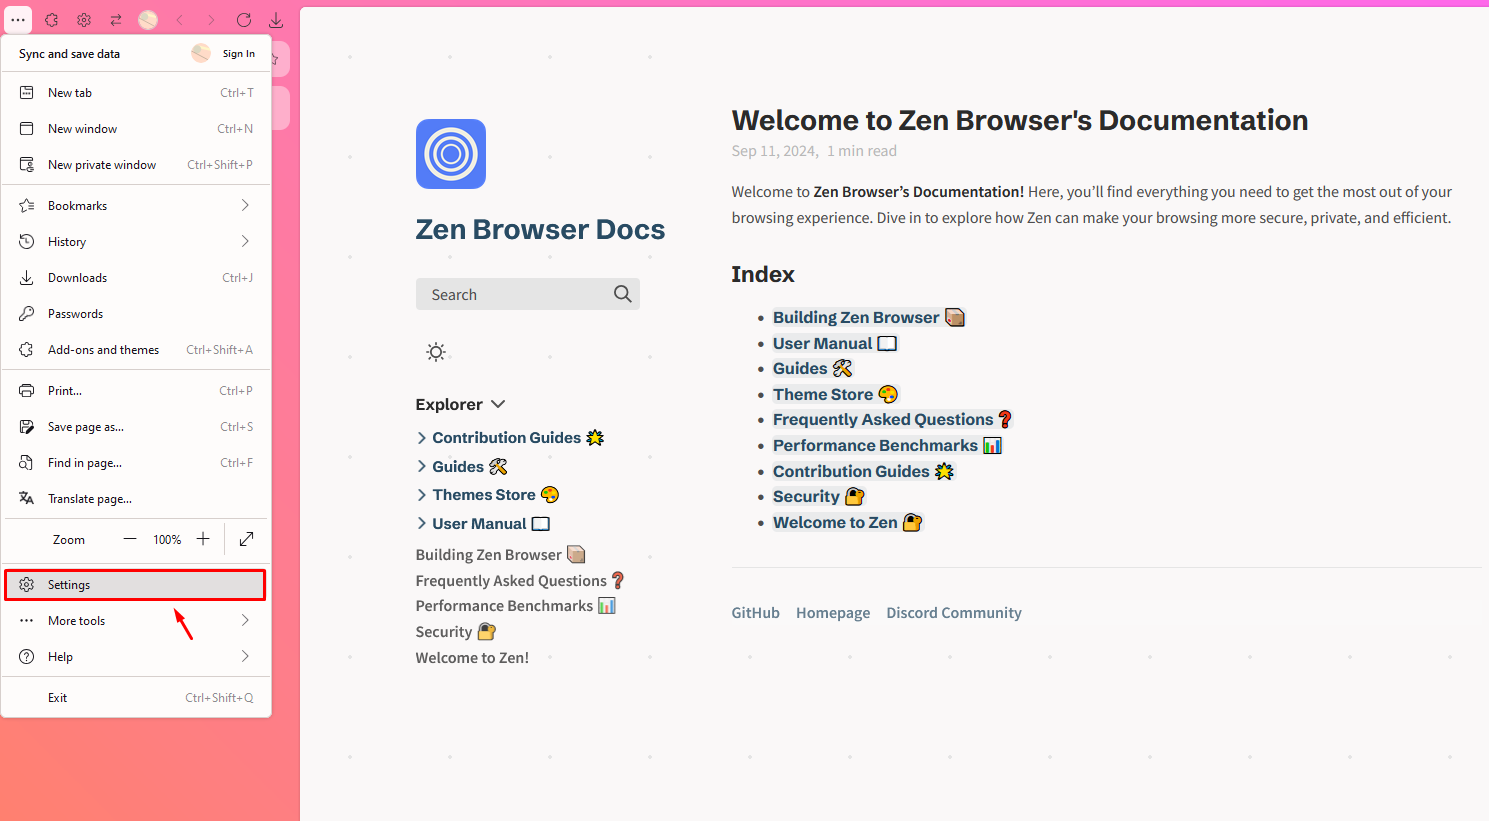 Sync and save data Sign In
New tab Ctrl+T
New window Ctrl+N
New private window Ctrl+Shift+P
Bookmarks
History
Downloads Ctrl+J
Passwords
Add-ons and themes Ctrl+Shift+A
Print... Ctrl+P
Save page as... Ctrl+S
Find in page... Ctrl+F
Translate page...
Zoom 100%
Settings
More tools
Help
Exit Ctrl+Shift+Q
Zen Browser Docs
Search
Explorer
Contribution Guides 🌟
Guides 🛠️
Themes Store 🎨
User Manual 📖
Building Zen Browser 📦
Frequently Asked Questions ❓
Performance Benchmarks 📊
Security 🔐
Welcome to Zen!
Welcome to Zen Browser's Documentation
Sep 11, 2024, 1 min read
Welcome to Zen Browser’s Documentation! Here, you’ll find everything you need to get the most out of your
browsing experience. Dive in to explore how Zen can make your browsing more secure, private, and efficient.
Index
• Building Zen Browser 📦
• User Manual 📖
• Guides 🛠️
• Theme Store 🎨
• Frequently Asked Questions ❓
• Performance Benchmarks 📊
• Contribution Guides 🌟
• Security 🔐
• Welcome to Zen 🔐
GitHub Homepage Discord Community